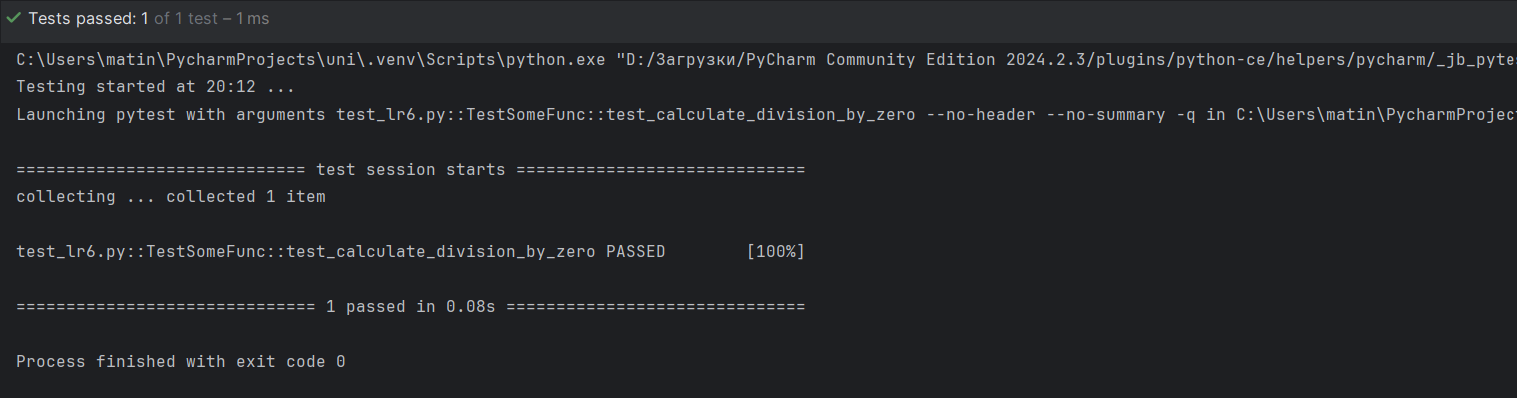 Tests passed: 1 of 1 test – 1 ms
C:\Users\matin\PycharmProjects\uni\.venv\Scripts\python.exe "D:/Загрузки/PyCharm Community Edition 2024.2.3/plugins/python-ce/helpers/pycharm/_jb_pytes
Testing started at 20:12 ...
Launching pytest with arguments test_lr6.py::TestSomeFunc::test_calculate_division_by_zero --no-header --no-summary -q in C:\Users\matin\PycharmProjec
============================= test session starts =============================
collecting ... collected 1 item
test_lr6.py::TestSomeFunc::test_calculate_division_by_zero PASSED        [100%]
============================== 1 passed in 0.08s ==============================
Process finished with exit code 0